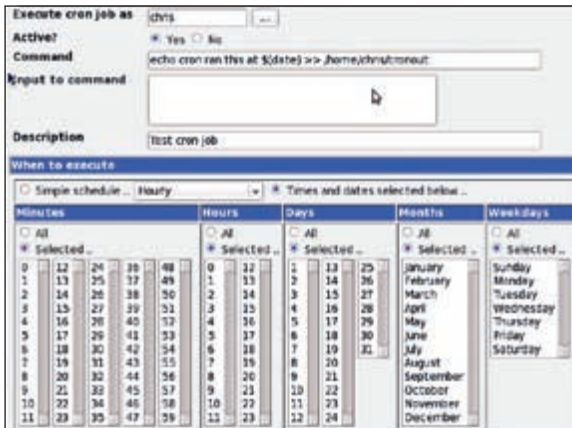 Execute cron job as chris ...
Active? Yes No
Command echo cron ran this at $(date) >> /home/chris/cronout
Input to command
Description Test cron job
When to execute
Simple schedule .. Hourly Times and dates selected below ..
Minutes Hours Days Months Weekdays
All All All All All
Selected .. Selected .. Selected .. Selected .. Selected ..
0 12 24 36 48 0 12 1 13 25 January Sunday
1 13 25 37 49 1 13 2 14 26 February Monday
2 14 26 38 50 2 14 3 15 27 March Tuesday
3 15 27 39 51 3 15 4 16 28 April Wednesday
4 16 28 40 52 4 16 5 17 29 May Thursday
5 17 29 41 53 5 17 6 18 30 June Friday
6 18 30 42 54 6 18 7 19 31 July Saturday
7 19 31 43 55 7 19 8 20 August
8 20 32 44 56 8 20 9 21 September
9 21 33 45 57 9 21 10 22 October
10 22 34 46 58 10 22 11 23 November
11 23 35 47 59 11 23 12 24 December